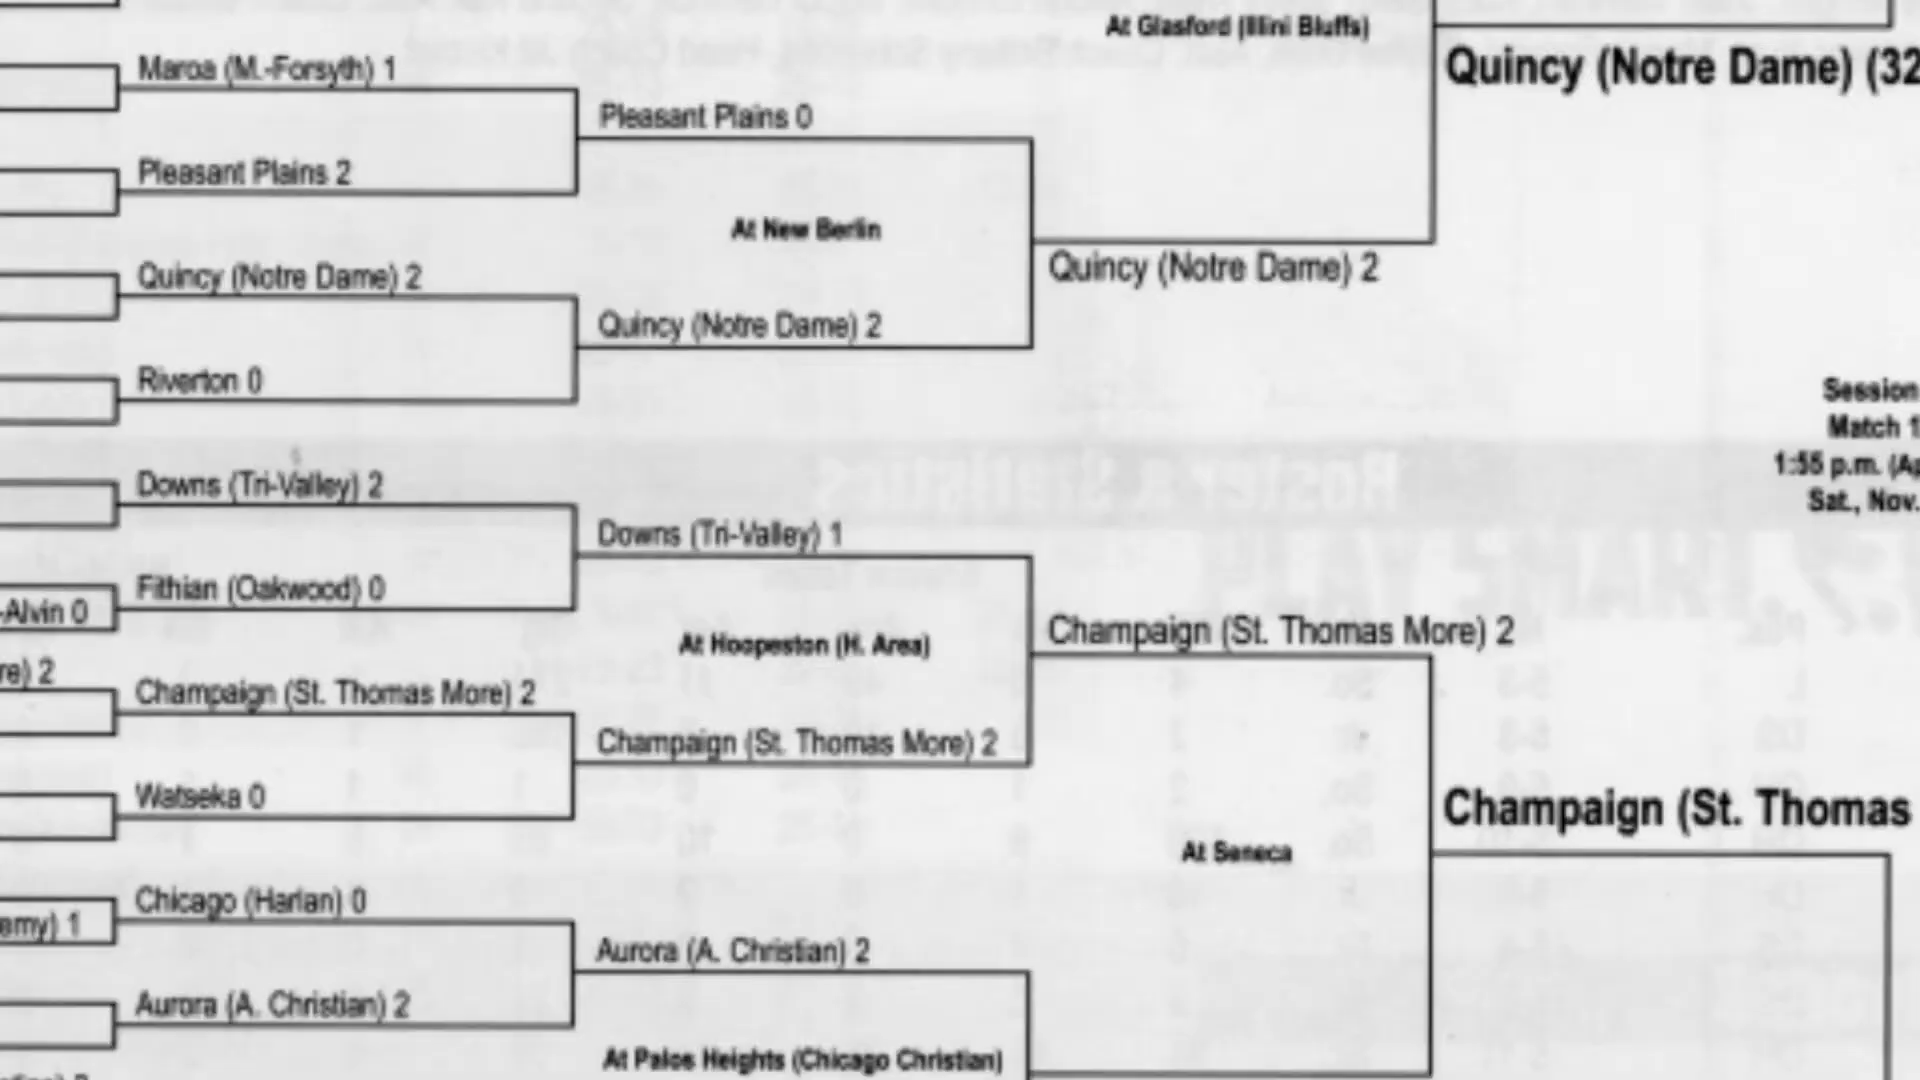 At Glasford (Illini Bluffs)
Quincy (Notre Dame) (32
Maroa (M.-Forsyth) 1
Pleasant Plains 0
Pleasant Plains 2
At New Berlin
Quincy (Notre Dame) 2
Quincy (Notre Dame) 2
Quincy (Notre Dame) 2
Riverton 0
Session
Match 1
1:55 p.m. (Ap
Sat., Nov.
Downs (Tri-Valley) 2
Downs (Tri-Valley) 1
Fithian (Oakwood) 0
-Alvin 0
At Hoopeston (H. Area)
Champaign (St. Thomas More) 2
re) 2
Champaign (St. Thomas More) 2
Champaign (St. Thomas More) 2
Watseka 0
Champaign (St. Thomas
At Seneca
Chicago (Harlan) 0
emy) 1
Aurora (A. Christian) 2
Aurora (A. Christian) 2
At Palos Heights (Chicago Christian)